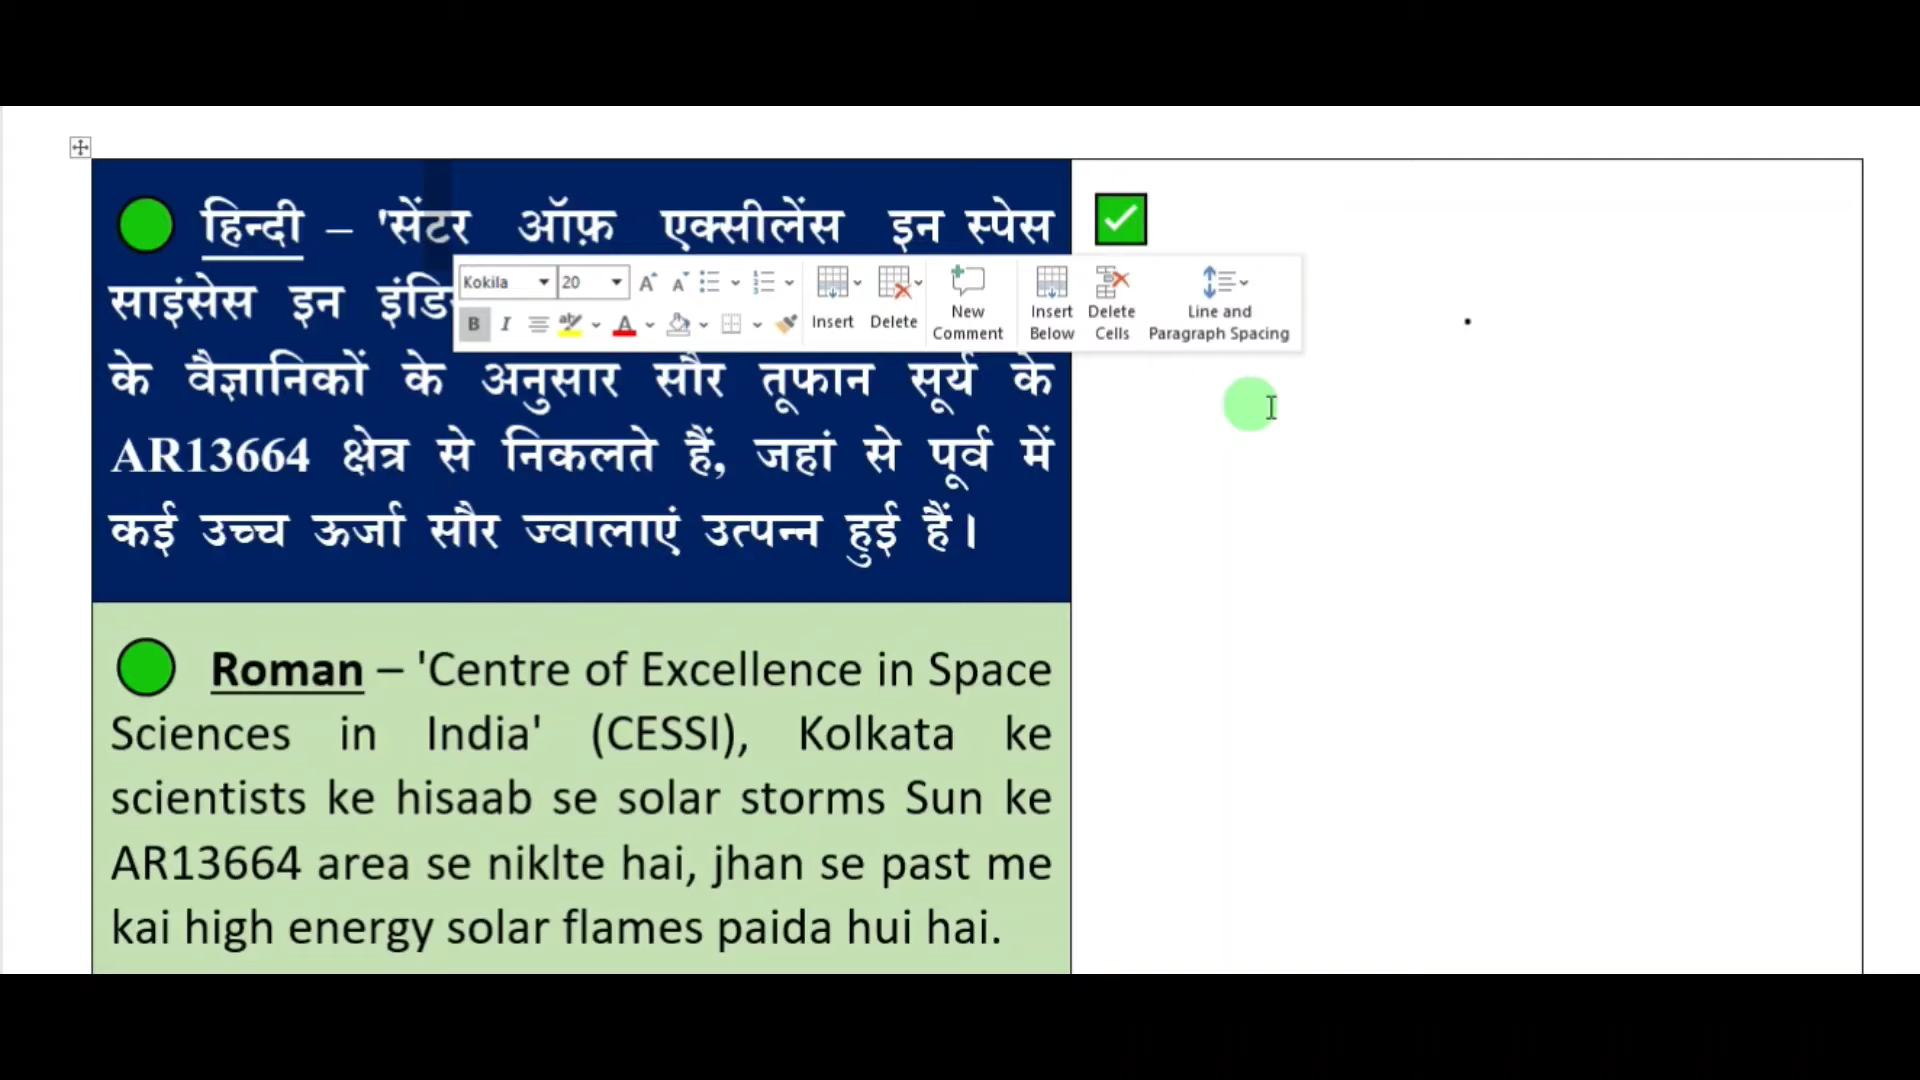 हिन्दी – 'सेंटर ऑफ़ एक्सीलेंस इन स्पेस
साइंसेस इन
के वैज्ञानिकों के अनुसार सौर तूफान सूर्य के
AR13664 क्षेत्र से निकलते हैं, जहां से पूर्व में
कई उच्च ऊर्जा सौर ज्वालाएं उत्पन्न हुई हैं।
Kokila 20
B I
Insert
Delete
New
Comment
Insert
Below
Delete
Cells
Line and
Paragraph Spacing
Roman – 'Centre of Excellence in Space
Sciences in India' (CESSI), Kolkata ke
scientists ke hisaab se solar storms Sun ke
AR13664 area se niklte hai, jhan se past me
kai high energy solar flames paida hui hai.